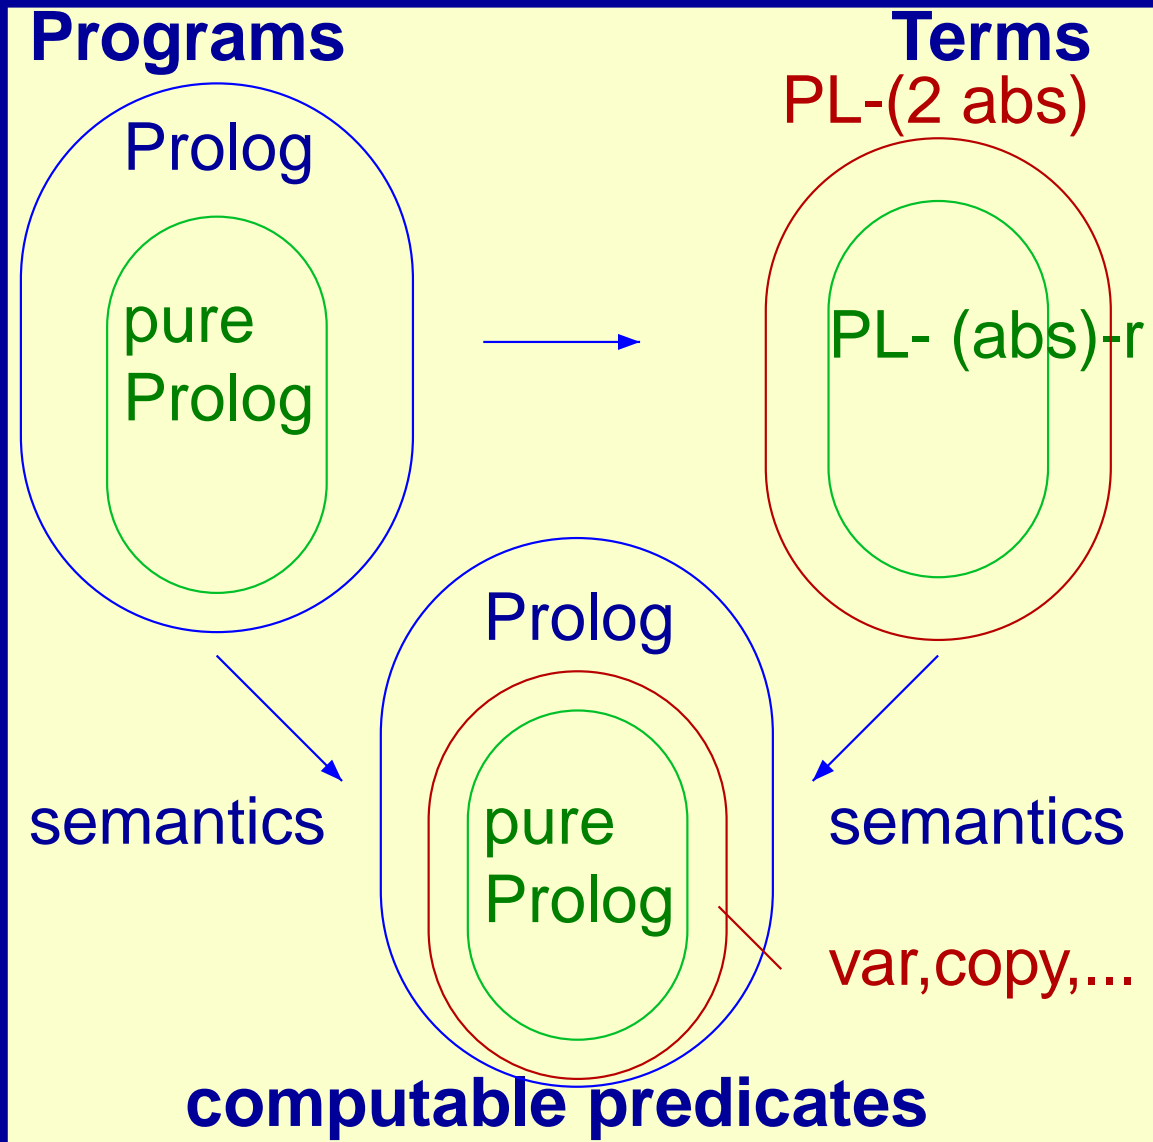 Programs
Terms
PL-(2 abs)
Prolog
pure
Prolog
PL- (abs)-r
Prolog
semantics
pure
Prolog
semantics
var,copy,...
computable predicates